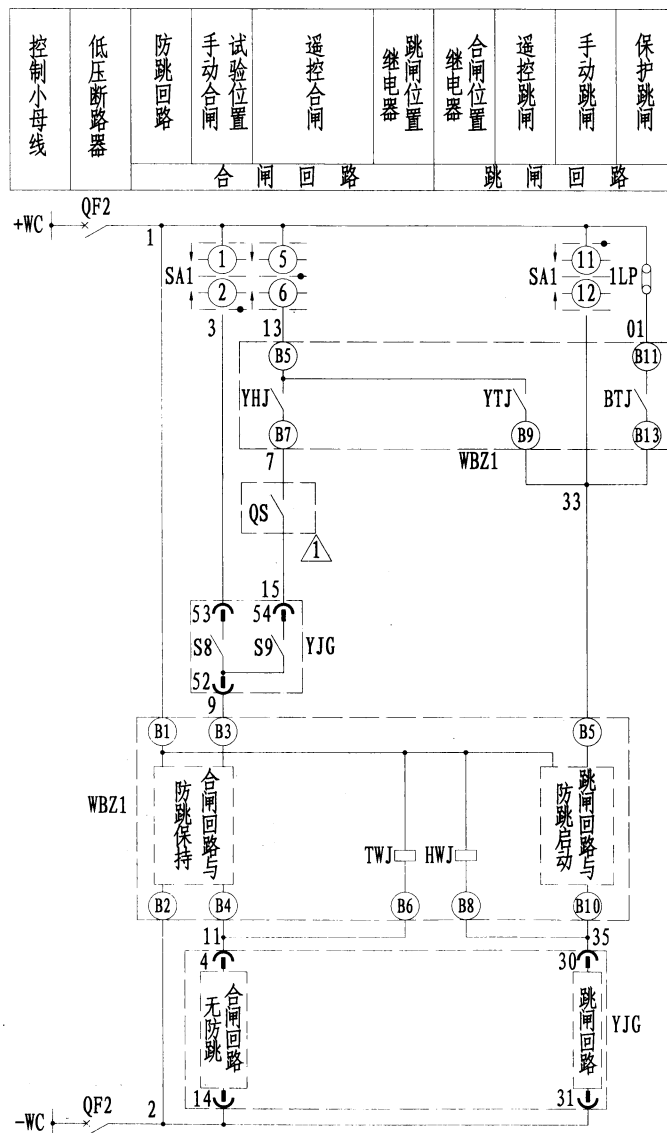 控制小母线
低压断路器
防跳回路
手动合闸
试验位置
遥控合闸
跳闸位置
继电器
合闸位置
继电器
遥控跳闸
手动跳闸
保护跳闸
合闸回路
跳闸回路
+WC
QF2
1
SA1
1
5
SA1
11
1LP
2
6
12
3
13
01
B5
B11
YHJ
YTJ
BTJ
B7
B9
B13
7
WBZ1
33
QS
1
15
53
54
S8
S9
YJG
52
9
B1
B3
B5
WBZ1
合闸回路与
防跳保持
TWJ
HWJ
跳闸回路与
防跳启动
B2
B4
B6
B8
B10
11
35
4
30
合闸回路
无防跳
跳闸回路
YJG
14
31
-WC
QF2
2